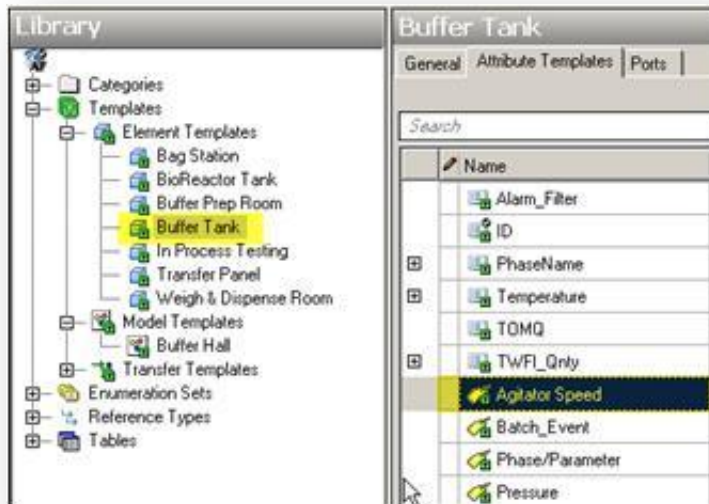 Library
Categories
Templates
Element Templates
Bag Station
BioReactor Tank
Buffer Prep Room
Buffer Tank
In Process Testing
Transfer Panel
Weigh & Dispense Room
Model Templates
Buffer Hall
Transfer Templates
Enumeration Sets
Reference Types
Tables
Buffer Tank
General Attribute Templates Ports
Search
Name
Alarm_Filter
ID
PhaseName
Temperature
TOMQ
TWFI_Qnty
Agitator Speed
Batch_Event
Phase/Parameter
Pressure